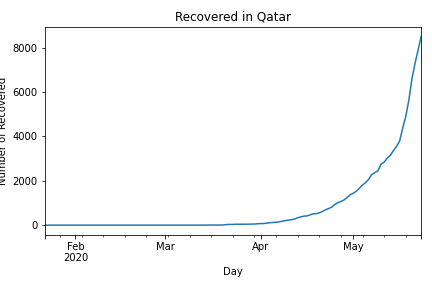 Recovered in Qatar
Number of Recovered
8000
6000
4000
2000
0
Feb
2020
Mar
Apr
May
Day